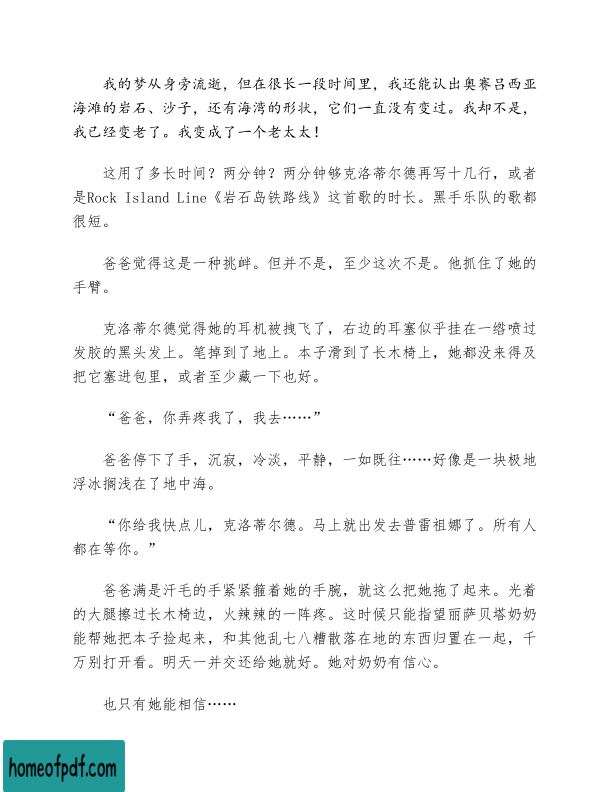 我的梦从身旁流逝，但在很长一段时间里，我还能认出奥赛吕西亚
海滩的岩石、沙子，还有海湾的形状，它们一直没有变过。我却不是，
我已经变老了。我变成了一个老太太！
这用了多长时间？两分钟？两分钟够克洛蒂尔德再写十几行，或者
是Rock Island Line《岩石岛铁路线》这首歌的时长。黑手乐队的歌都
很短。
爸爸觉得这是一种挑衅。但并不是，至少这次不是。他抓住了她的
手臂。
克洛蒂尔德觉得她的耳机被拽飞了，右边的耳塞似乎挂在一绺喷过
发胶的黑头发上。笔掉到了地上。本子滑到了长木椅上，她都没来得及
把它塞进包里，或者至少藏一下也好。
“爸爸，你弄疼我了，我去……”
爸爸停下了手，沉寂，冷淡，平静，一如既往……好像是一块极地
浮冰搁浅在了地中海。
“你给我快点儿，克洛蒂尔德。马上就出发去普雷祖娜了。所有人
都在等你。”
爸爸满是汗毛的手紧紧箍着她的手腕，就这么把她拖了起来。光着
的大腿擦过长木椅边，火辣辣的一阵疼。这时候只能指望丽萨贝塔奶奶
能帮她把本子捡起来，和其他乱七八糟散落在地的东西归置在一起，千
万别打开看。明天一并交还给她就好。她对奶奶有信心。
也只有她能相信……
homeofpdf.com